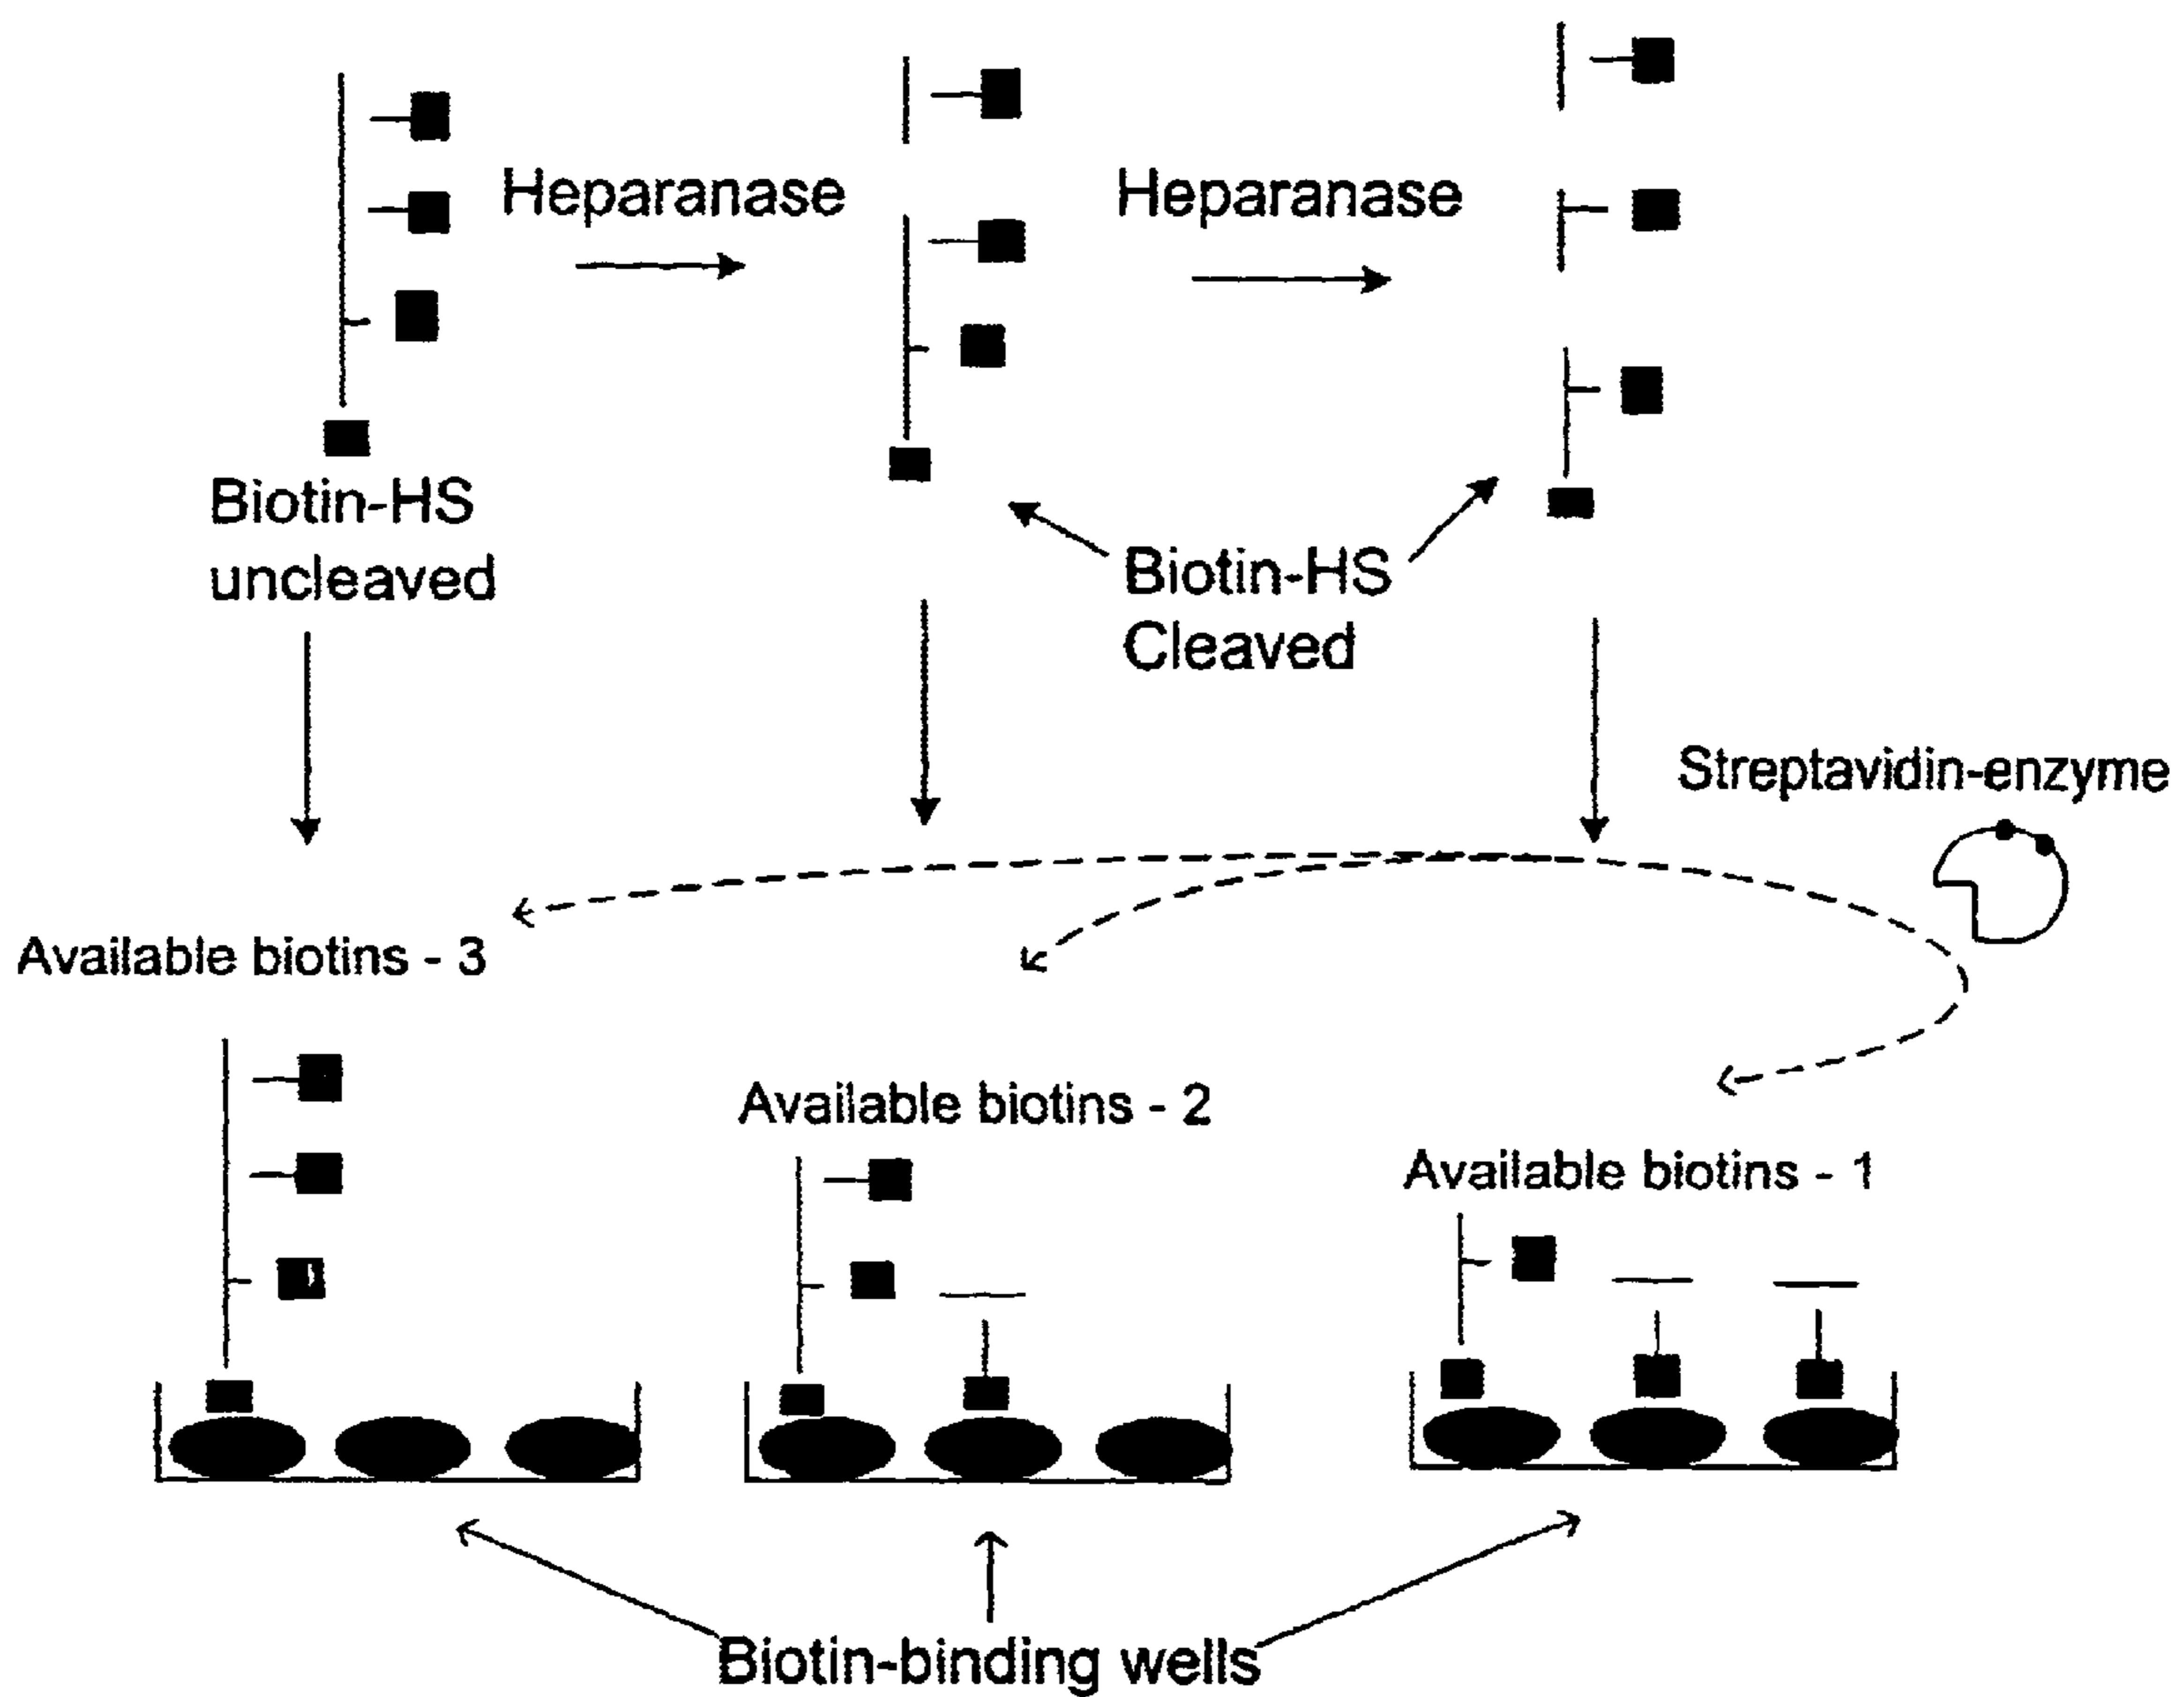 Heparanase
Heparanase
Biotin-HS
uncleaved
Biotin-HS
Cleaved
Streptavidin-enzyme
Available biotins - 3
Available biotins - 2
Available biotins - 1
Biotin-binding wells